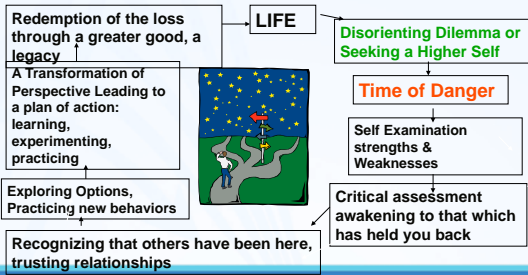 Redemption of the loss
through a greater good, a
legacy
LIFE
Disorienting Dilemma or
Seeking a Higher Self
Time of Danger
Self Examination
strengths &
Weaknesses
Critical assessment
awakening to that which
has held you back
Recognizing that others have been here,
trusting relationships
Exploring Options,
Practicing new behaviors
A Transformation of
Perspective Leading to
a plan of action:
learning,
experimenting,
practicing